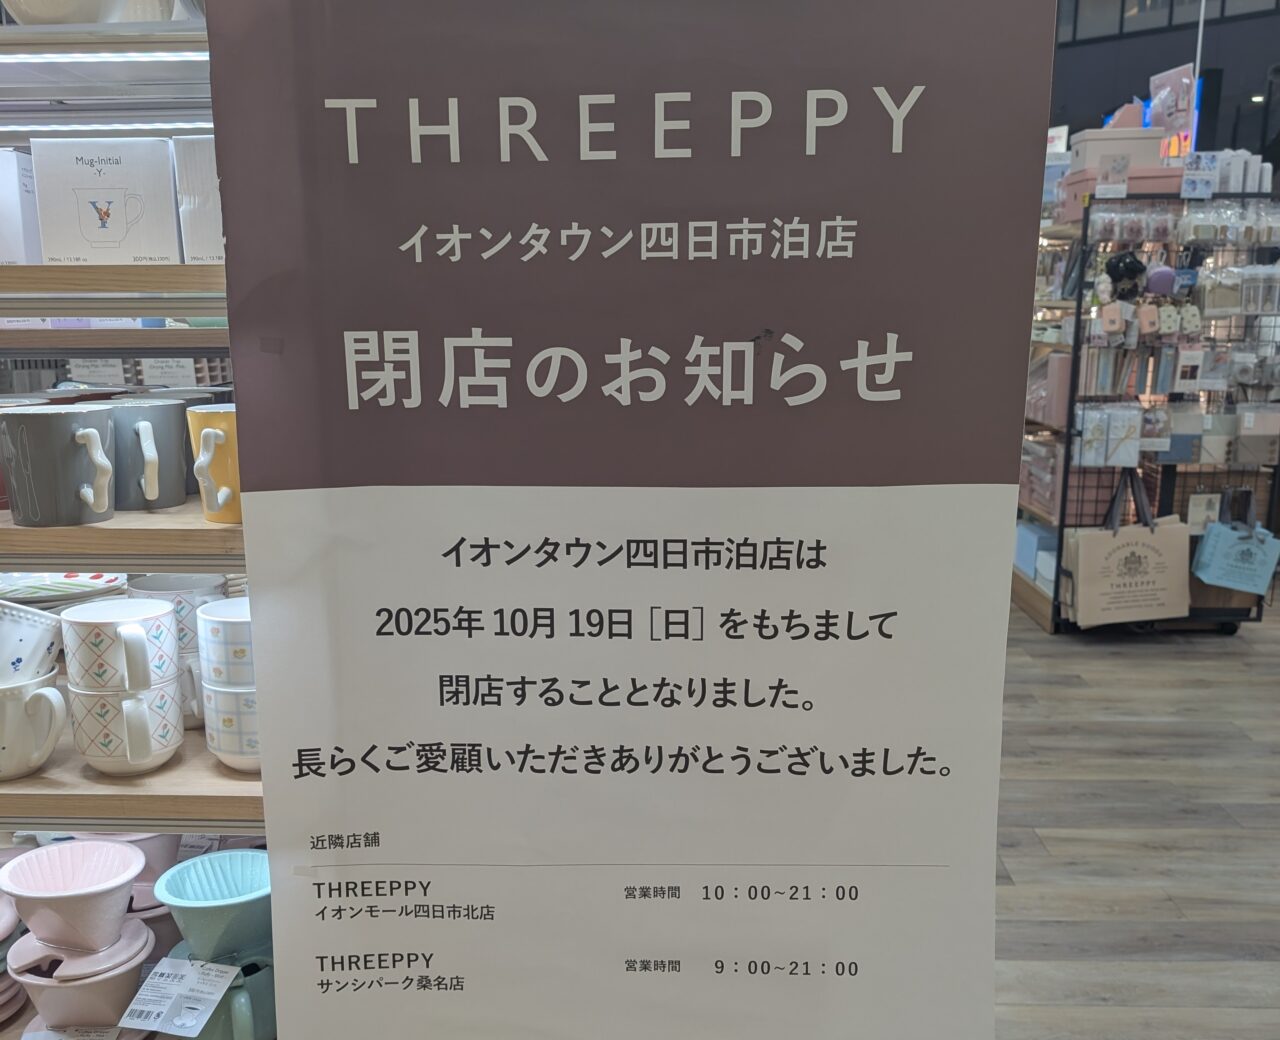 THREEPPY
イオンタウン四日市泊店
閉店のお知らせ
イオンタウン四日市泊店は
2025年 10月 19日［日］をもちまして
閉店することとなりました。
長らくご愛顧いただきありがとうございました。
近隣店舗
THREEPPY
イオンモール四日市北店
営業時間 10：00~21：00
THREEPPY
サンシパーク桑名店
営業時間 9：00~21：00
Mug-Initial
-Y-
Y
THREEPPY